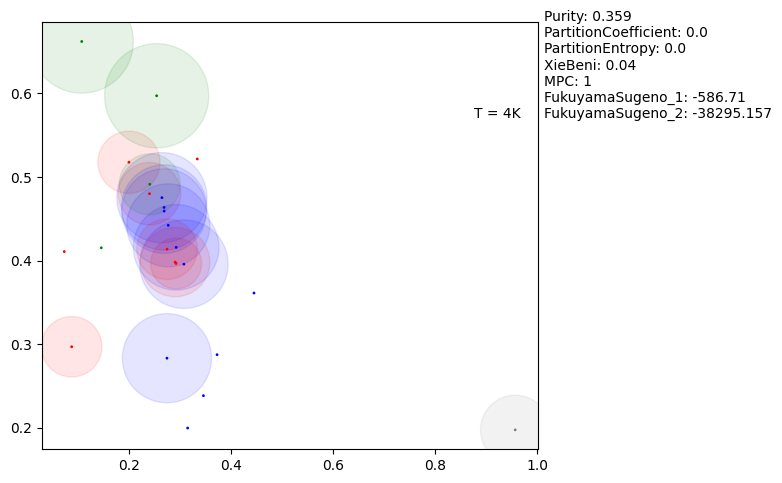 Purity: 0.359
PartitionCoefficient: 0.0
PartitionEntropy: 0.0
XieBeni: 0.04
MPC: 1
FukuyamaSugeno_1: -586.71
FukuyamaSugeno_2: -38295.157
T = 4K
0.6
0.5
0.4
0.3
0.2
0.2 0.4 0.6 0.8 1.0